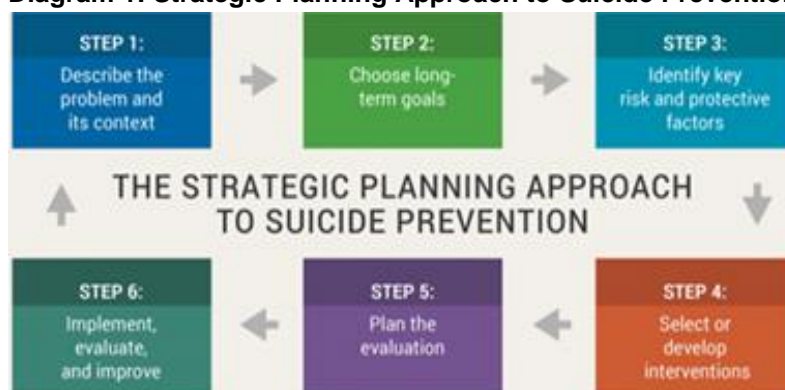 Diagram 1: Strategic Planning Approach to Suicide Prevention
STEP 1:
Describe the
problem and
its context
STEP 2:
Choose long-
term goals
STEP 3:
Identify key
risk and protective
factors
THE STRATEGIC PLANNING APPROACH
TO SUICIDE PREVENTION
STEP 4:
Select or
develop
interventions
STEP 5:
Plan the
evaluation
STEP 6:
Implement,
evaluate,
and improve